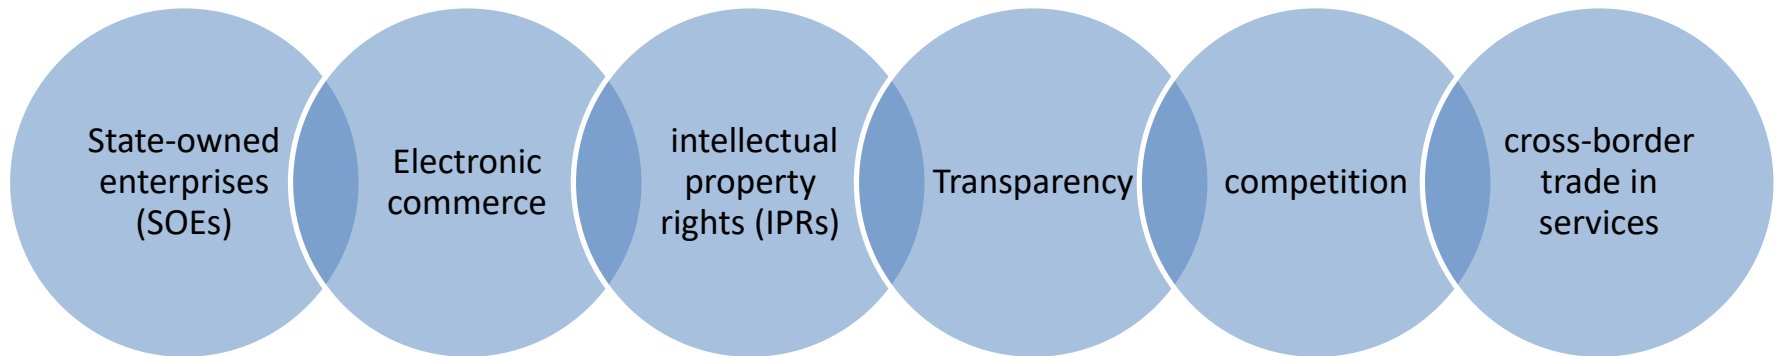 State-owned
enterprises
(SOEs)
Electronic
commerce
intellectual
property
rights (IPRs)
Transparency
competition
cross-border
trade in
services